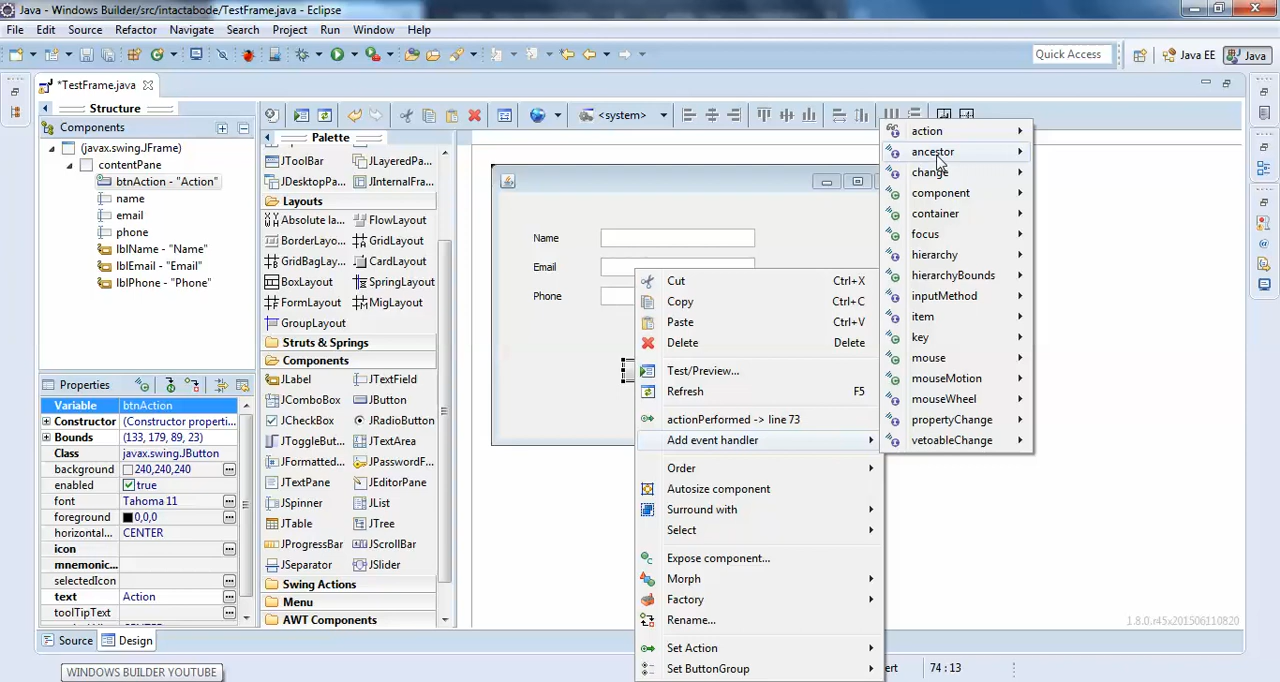 Java - Windows Builder/src/intactabode/TestFrame.java - Eclipse
File Edit Source Refactor Navigate Search Project Run Window Help
Quick Access
Java EE
Java
*TestFrame.java
Structure
Components
(javax.swing.JFrame)
contentPane
btnAction - "Action"
name
email
phone
lblName - "Name"
lblEmail - "Email"
lblPhone - "Phone"
Properties
Variable btnAction
Constructor (Constructor properti...
Bounds (133, 179, 89, 23)
Class javax.swing.JButton
background 240,240,240
enabled true
font Tahoma 11
foreground 0,0,0
horizontal... CENTER
icon
mnemonic...
selectedIcon
text Action
toolTipText
Source Design
WINDOWS BUILDER YOUTUBE
<system>
Palette
JToolBar JLayeredPa...
JDesktopPa... JInternalFra...
Layouts
Absolute la... FlowLayout
BorderLayo... GridLayout
GridBagLay... CardLayout
BoxLayout SpringLayout
FormLayout MigLayout
GroupLayout
Struts & Springs
Components
JLabel JTextField
JComboBox JButton
JCheckBox JRadioButton
JToggleButt... JTextArea
JFormatted... JPasswordF...
JTextPane JEditorPane
JSpinner JList
JTable JTree
JProgressBar JScrollBar
JSeparator JSlider
Swing Actions
Menu
AWT Components
Name
Email
Phone
Cut Ctrl+X
Copy Ctrl+C
Paste Ctrl+V
Delete Delete
Test/Preview...
Refresh F5
actionPerformed -> line 73
Add event handler
Order
Autosize component
Surround with
Select
Expose component...
Morph
Factory
Rename...
Set Action
Set ButtonGroup
action
ancestor
change
component
container
focus
hierarchy
hierarchyBounds
inputMethod
item
key
mouse
mouseMotion
mouseWheel
propertyChange
vetoableChange
1.8.0.r45x201506110820
ert
74 : 13